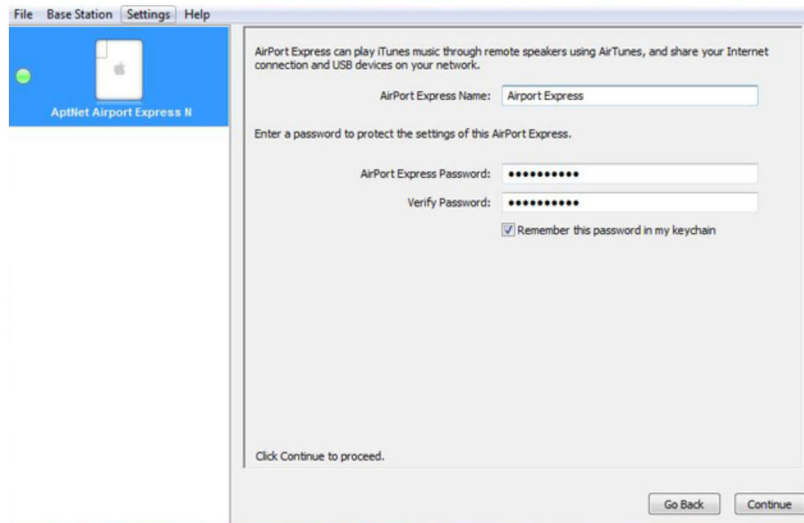 File Base Station Settings Help
AptNet Airport Express N
AirPort Express can play iTunes music through remote speakers using AirTunes, and share your Internet
connection and USB devices on your network.
AirPort Express Name: Airport Express
Enter a password to protect the settings of this AirPort Express.
AirPort Express Password: ••••••••••
Verify Password: ••••••••••
Remember this password in my keychain
Click Continue to proceed.
Go Back Continue